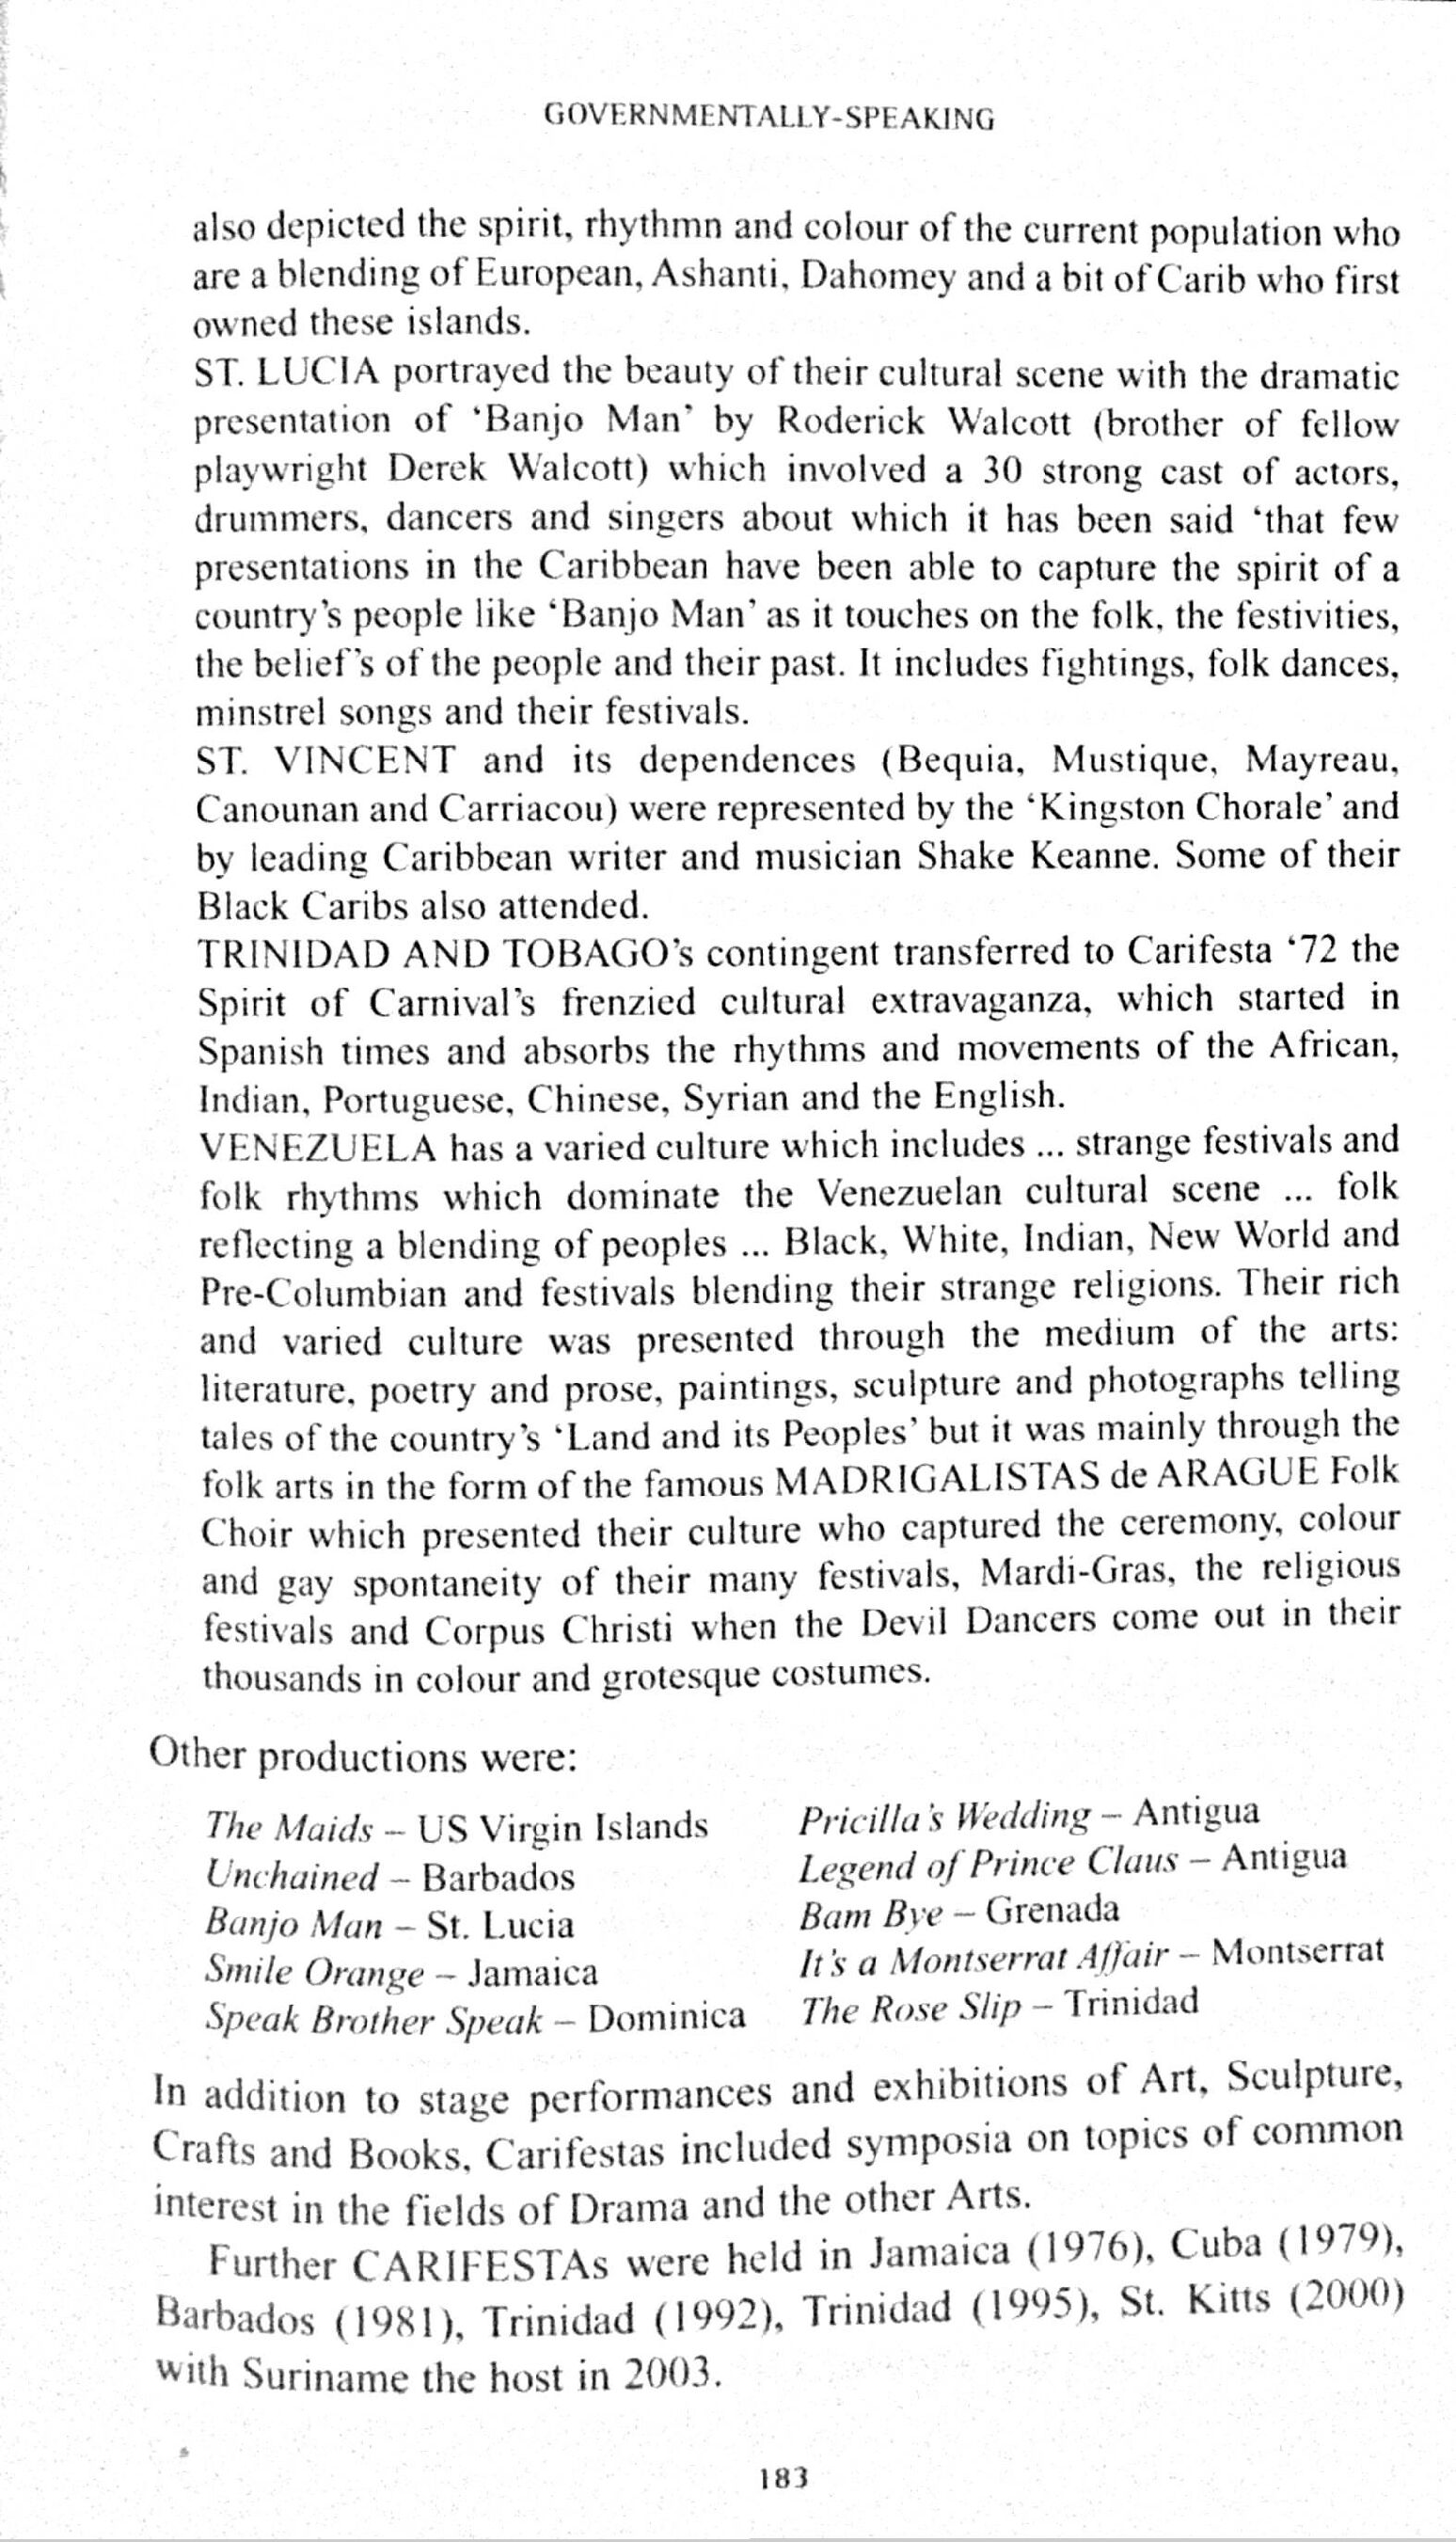 GOVERNMENTALLY-SPEAKING
also depicted the spirit, rhythmn and colour of the current population who
are a blending of European, Ashanti, Dahomey and a bit of Carib who first
owned these islands.
ST. LUCIA portrayed the beauty of their cultural scene with the dramatic
presentation of ‘Banjo Man’ by Roderick Walcott (brother of fellow
playwright Derek Walcott) which involved a 30 strong cast of actors,
drummers, dancers and singers about which it has been said ‘that few
presentations in the Caribbean have been able to capture the spirit of a
country’s people like ‘Banjo Man’ as it touches on the folk, the festivities,
the belief’s of the people and their past. It includes fightings, folk dances,
minstrel songs and their festivals.
ST. VINCENT and its dependences (Bequia, Mustique, Mayreau,
Canounan and Carriacou) were represented by the ‘Kingston Chorale’ and
by leading Caribbean writer and musician Shake Keanne. Some of their
Black Caribs also attended.
TRINIDAD AND TOBAGO’s contingent transferred to Carifesta ‘72 the
Spirit of Carnival’s frenzied cultural extravaganza, which started in
Spanish times and absorbs the rhythms and movements of the African,
Indian, Portuguese, Chinese, Syrian and the English.
VENEZUELA has a varied culture which includes ... strange festivals and
folk rhythms which dominate the Venezuelan cultural scene ... folk
reflecting a blending of peoples ... Black, White, Indian, New World and
Pre-Columbian and festivals blending their strange religions. Their rich
and varied culture was presented through the medium of the arts:
literature, poetry and prose, paintings, sculpture and photographs telling
tales of the country’s ‘Land and its Peoples’ but it was mainly through the
folk arts in the form of the famous MADRIGALISTAS de ARAGUE Folk
Choir which presented their culture who captured the ceremony, colour
and gay spontaneity of their many festivals, Mardi-Gras, the religious
festivals and Corpus Christi when the Devil Dancers come out in their
thousands in colour and grotesque costumes.
Other productions were:
The Maids – US Virgin Islands
Unchained – Barbados
Banjo Man – St. Lucia
Smile Orange – Jamaica
Speak Brother Speak – Dominica
Pricilla’s Wedding – Antigua
Legend of Prince Claus – Antigua
Bam Bye – Grenada
It’s a Montserrat Affair – Montserrat
The Rose Slip – Trinidad
In addition to stage performances and exhibitions of Art, Sculpture,
Crafts and Books, Carifestas included symposia on topics of common
interest in the fields of Drama and the other Arts.
Further CARIFESTAs were held in Jamaica (1976), Cuba (1979),
Barbados (1981), Trinidad (1992), Trinidad (1995), St. Kitts (2000)
with Suriname the host in 2003.
183